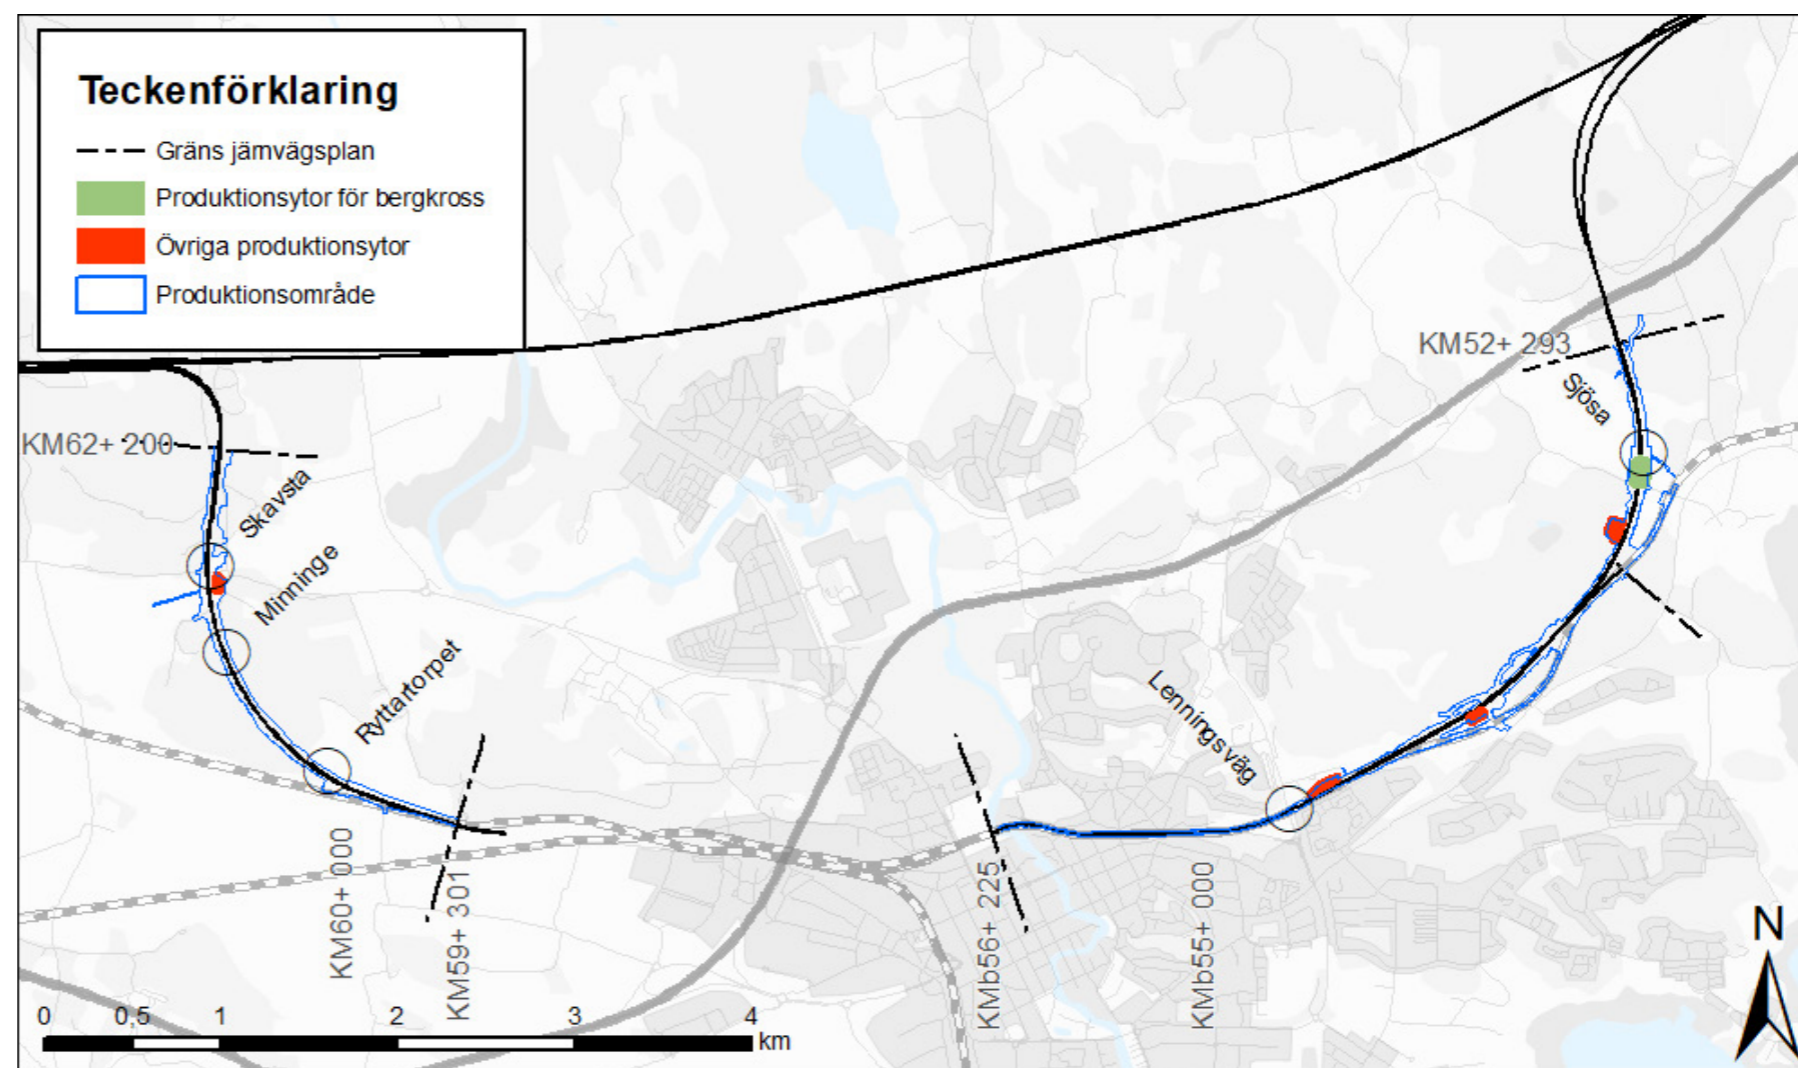 Teckenförklaring
Gräns järnvägsplan
Produktionsytor för bergkross
Övriga produktionsytor
Produktionsområde
KM52+ 293
Sjösa
KM62+ 200
Skavsta
Minninge
Ryttartorpet
Lenningsväg
KM60+ 000
KM59+ 301
KMb56+ 225
KMb55+ 000
N
0 0,5 1 2 3 4
km